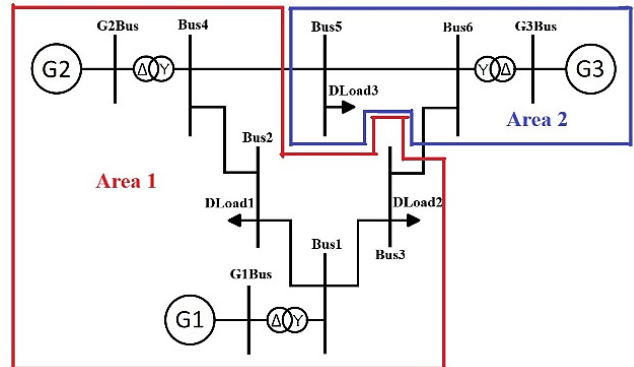 G2Bus Bus4 Bus5 Bus6 G3Bus
G2 Δ Y Y Δ G3
DLoad3
Area 2
Bus2
Area 1
DLoad1 DLoad2
Bus1 Bus3
G1Bus
G1 Δ Y